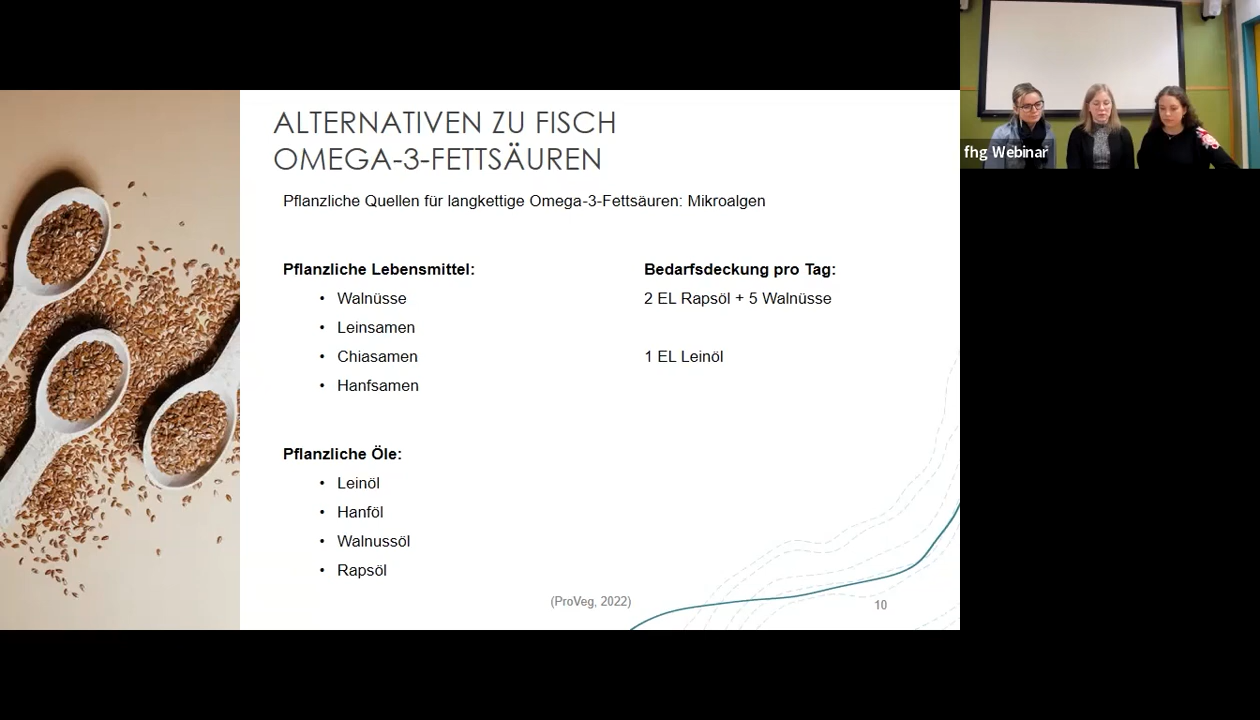 ALTERNATIVEN ZU FISCH
OMEGA-3-FETTSÄUREN
Pflanzliche Quellen für langkettige Omega-3-Fettsäuren: Mikroalgen
Pflanzliche Lebensmittel:
• Walnüsse
• Leinsamen
• Chiasamen
• Hanfsamen
Pflanzliche Öle:
• Leinöl
• Hanföl
• Walnussöl
• Rapsöl
Bedarfsdeckung pro Tag:
2 EL Rapsöl + 5 Walnüsse
1 EL Leinöl
(ProVeg, 2022)
10
fhg Webinar